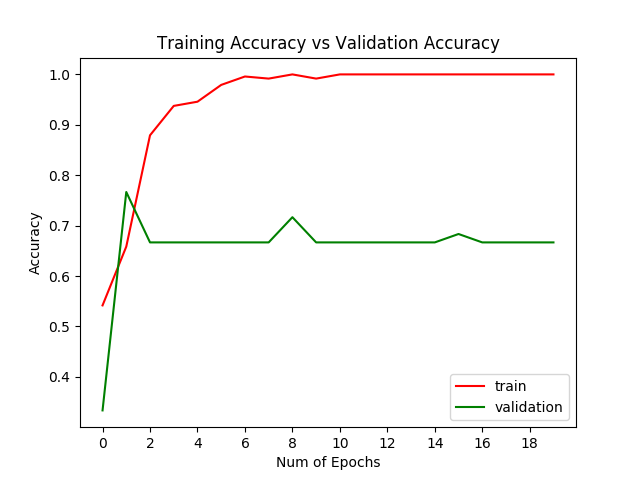 Training Accuracy vs Validation Accuracy
1.0
0.9
0.8
0.7
0.6
0.5
0.4
Accuracy
0 2 4 6 8 10 12 14 16 18
Num of Epochs
train
validation